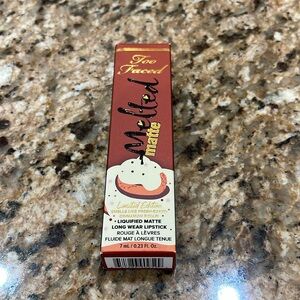 Too
Faced
Melted
matte
Limited Edition
LIQUIFIED MATTE
LONG WEAR LIPSTICK
ROUGE À LÈVRES
FLUIDE MAT LONGUE TENUE
7 mL / 0.23 Fl. Oz.